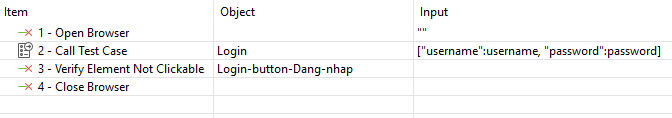 Item Object Input
1 - Open Browser ""
2 - Call Test Case Login ["username":username, "password":password]
3 - Verify Element Not Clickable Login-button-Dang-nhap
4 - Close Browser